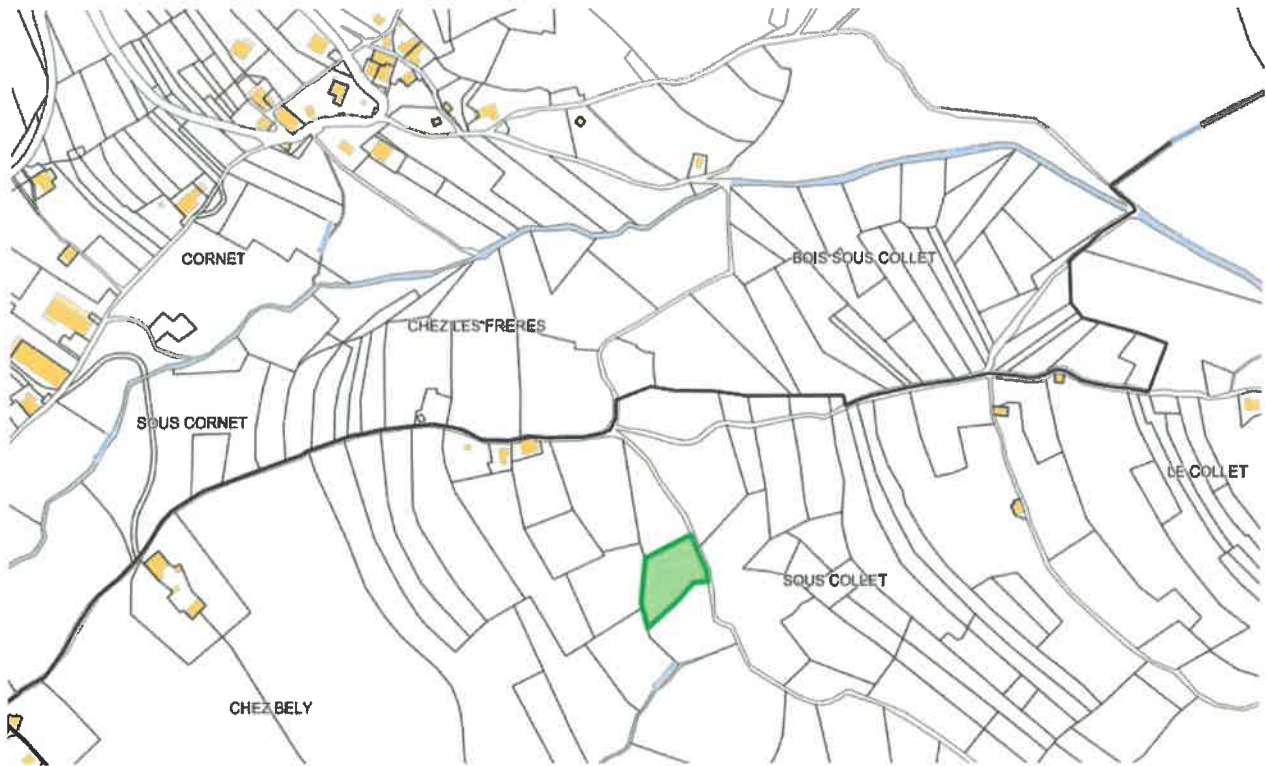 CORNET
BOIS SOUS COLLET
CHEZ LES FRERES
SOUS CORNET
LE COLLET
SOUS COLLET
CHEZ BELY